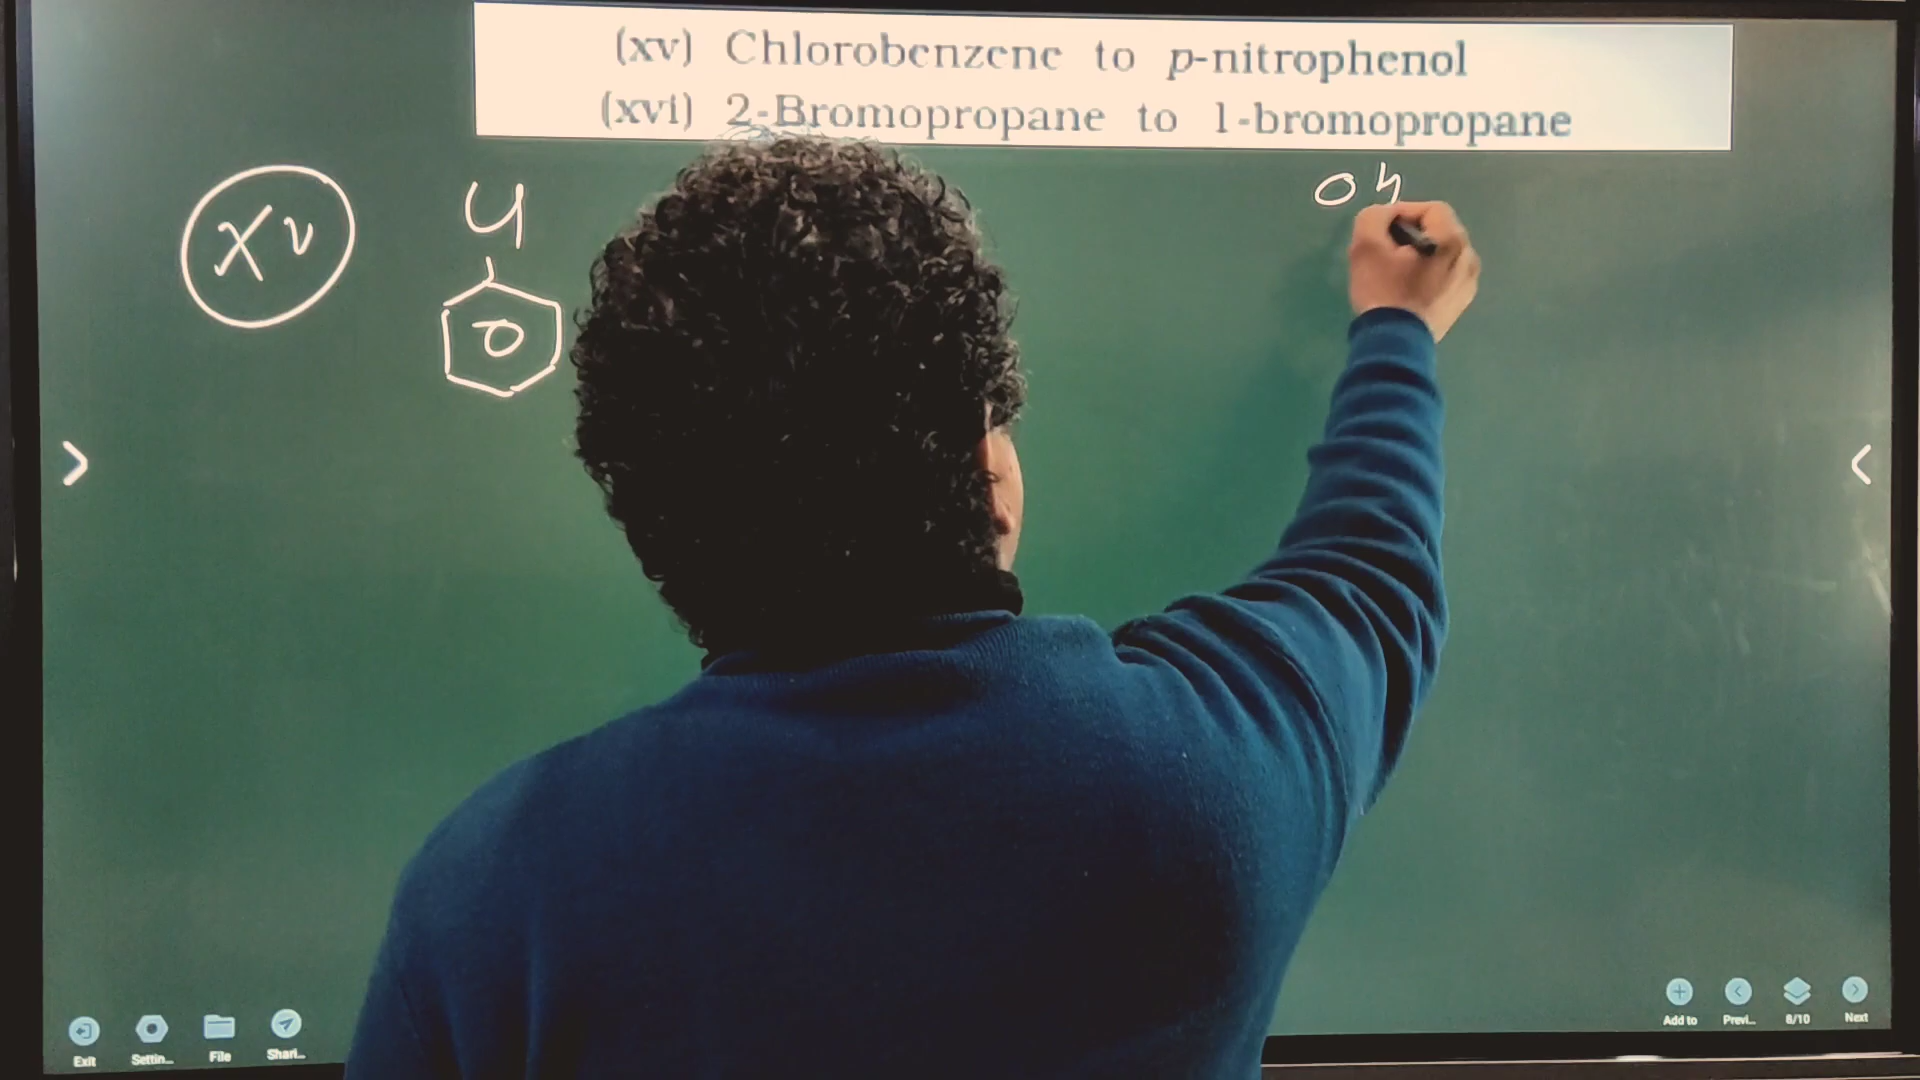 (xv) Chlorobenzene to p-nitrophenol
(xvi) 2-Bromopropane to 1-bromopropane
OH
Xv
Cl
Exit
Settin...
File
Shari...
Add to
Previ...
8/10
Next